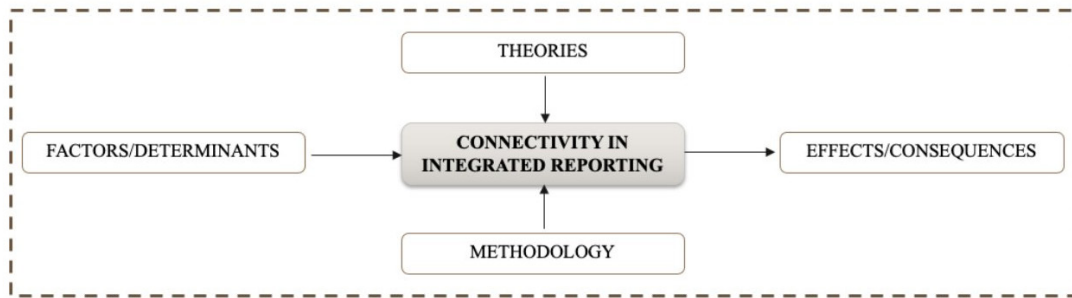 THEORIES
FACTORS/DETERMINANTS
CONNECTIVITY IN
INTEGRATED REPORTING
EFFECTS/CONSEQUENCES
METHODOLOGY